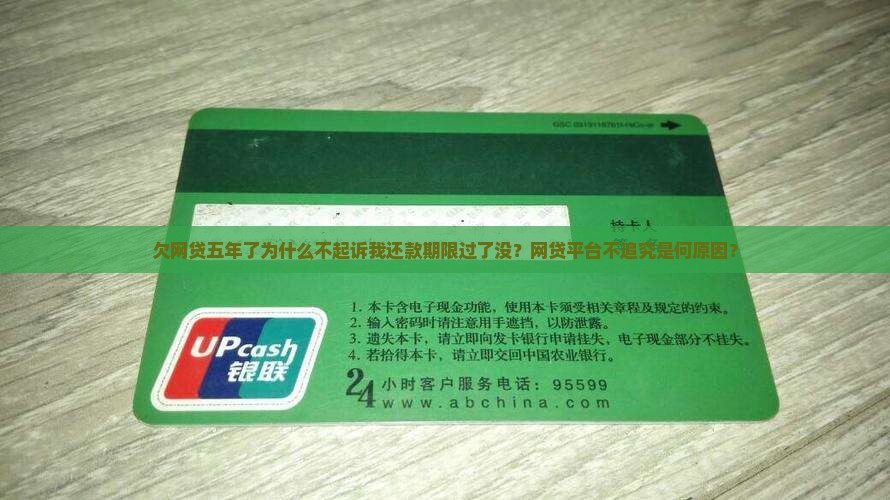 持卡人
欠网贷五年了为什么不起诉我还款期限过了没？网贷平台不追究是何原因？
1. 本卡含电子现金功能，使用本卡须受相关章程及规定的约束。
2. 输入密码时请注意用手遮挡，以防泄露。
3. 遗失本卡，请立即向发卡银行申请挂失，电子现金部分不挂失。
4. 若拾得本卡，请立即交回中国农业银行。
UPcash
银联
24小时客户服务电话：95599
www.abchina.com